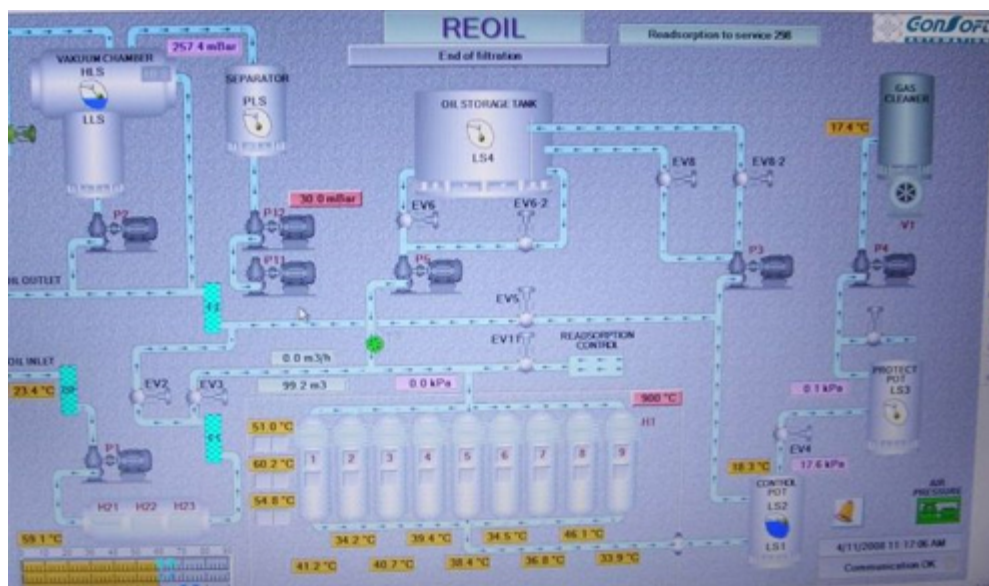 REOIL
End of filtration
Readsorption to service 298
GONSOFT
257.4 mBar
VAKUUM CHAMBER
HLS
LLS
SEPARATOR
PLS
OIL STORAGE TANK
LS4
GAS CLEANER
17.4 °C
EV8
EV8-2
30.0 mBar
EV6
EV6-2
P2
P12
P11
P3
P4
V1
OIL OUTLET
EV5
EV11
READSORPTION CONTROL
OIL INLET
0.0 m3/h
23.4 °C
EV2
EV3
99.2 m3
0.0 kPa
0.1 kPa
PROTECT POT
LS3
900 °C
H1
51.0 °C
1 2 3 4 5 6 7 8 9
P1
60.2 °C
EV4
18.3 °C
17.6 kPa
54.8 °C
H21 H22 H23
CONTROL POT
LS2
LS1
AIR PRESSURE
59.1 °C
34.2 °C
39.4 °C
34.5 °C
46.1 °C
41.2 °C
40.7 °C
38.4 °C
36.8 °C
33.9 °C
4/11/2008 11:17:06 AM
Communication OK